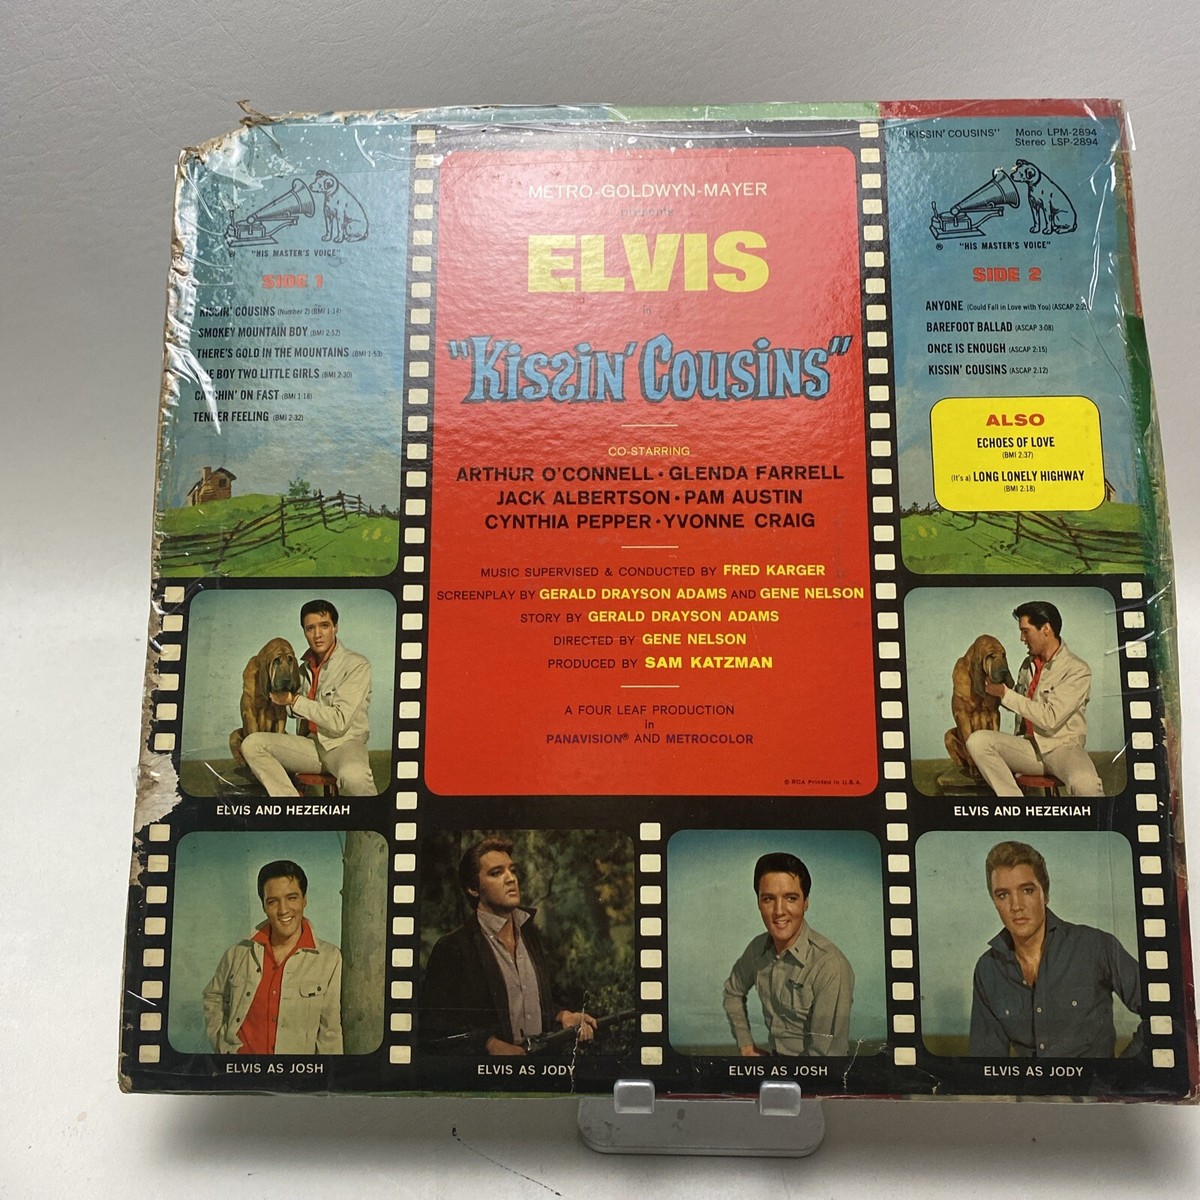 "KISSIN' COUSINS" Mono LPM-2894
Stereo LSP-2894
"HIS MASTER'S VOICE"
SIDE 1
KISSIN' COUSINS (Number 2) (BMI 1:14)
SMOKEY MOUNTAIN BOY (BMI 2:52)
THERE'S GOLD IN THE MOUNTAINS (BMI 1:53)
BOY TWO LITTLE GIRLS (BMI 2:30)
CATCHIN' ON FAST (BMI 1:18)
TENDER FEELING (BMI 2:32)
METRO-GOLDWYN-MAYER
presents
ELVIS
in
"KISSIN' COUSINS"
CO-STARRING
ARTHUR O'CONNELL • GLENDA FARRELL
JACK ALBERTSON • PAM AUSTIN
CYNTHIA PEPPER • YVONNE CRAIG
MUSIC SUPERVISED & CONDUCTED BY FRED KARGER
SCREENPLAY BY GERALD DRAYSON ADAMS AND GENE NELSON
STORY BY GERALD DRAYSON ADAMS
DIRECTED BY GENE NELSON
PRODUCED BY SAM KATZMAN
A FOUR LEAF PRODUCTION
in
PANAVISION® AND METROCOLOR
© RCA Printed in U.S.A.
® "HIS MASTER'S VOICE"
SIDE 2
ANYONE (Could Fall in Love with You) (ASCAP
BAREFOOT BALLAD (ASCAP 3:08)
ONCE IS ENOUGH (ASCAP 2:15)
KISSIN' COUSINS (ASCAP 2:12)
ALSO
ECHOES OF LOVE
(BMI 2:37)
(It's a) LONG LONELY HIGHWAY
(BMI 2:18)
ELVIS AND HEZEKIAH
ELVIS AND HEZEKIAH
ELVIS AS JOSH
ELVIS AS JODY
ELVIS AS JOSH
ELVIS AS JODY